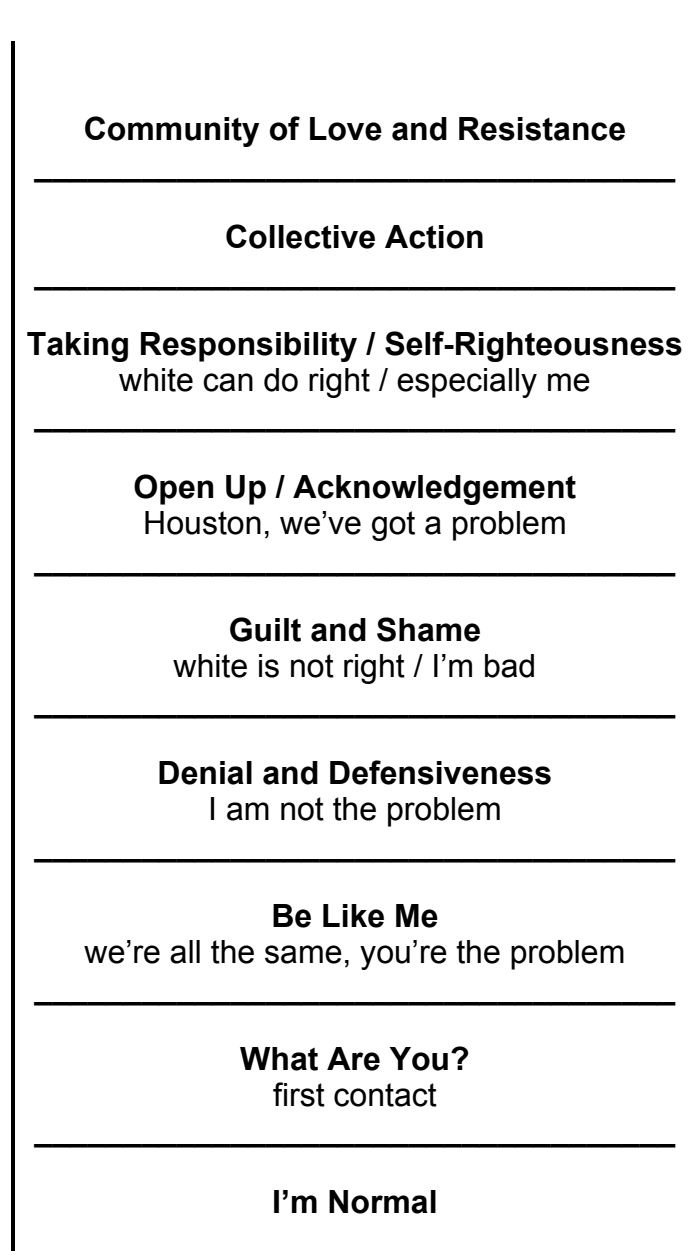 Community of Love and Resistance
Collective Action
Taking Responsibility / Self-Righteousness
white can do right / especially me
Open Up / Acknowledgement
Houston, we’ve got a problem
Guilt and Shame
white is not right / I’m bad
Denial and Defensiveness
I am not the problem
Be Like Me
we’re all the same, you’re the problem
What Are You?
first contact
I’m Normal